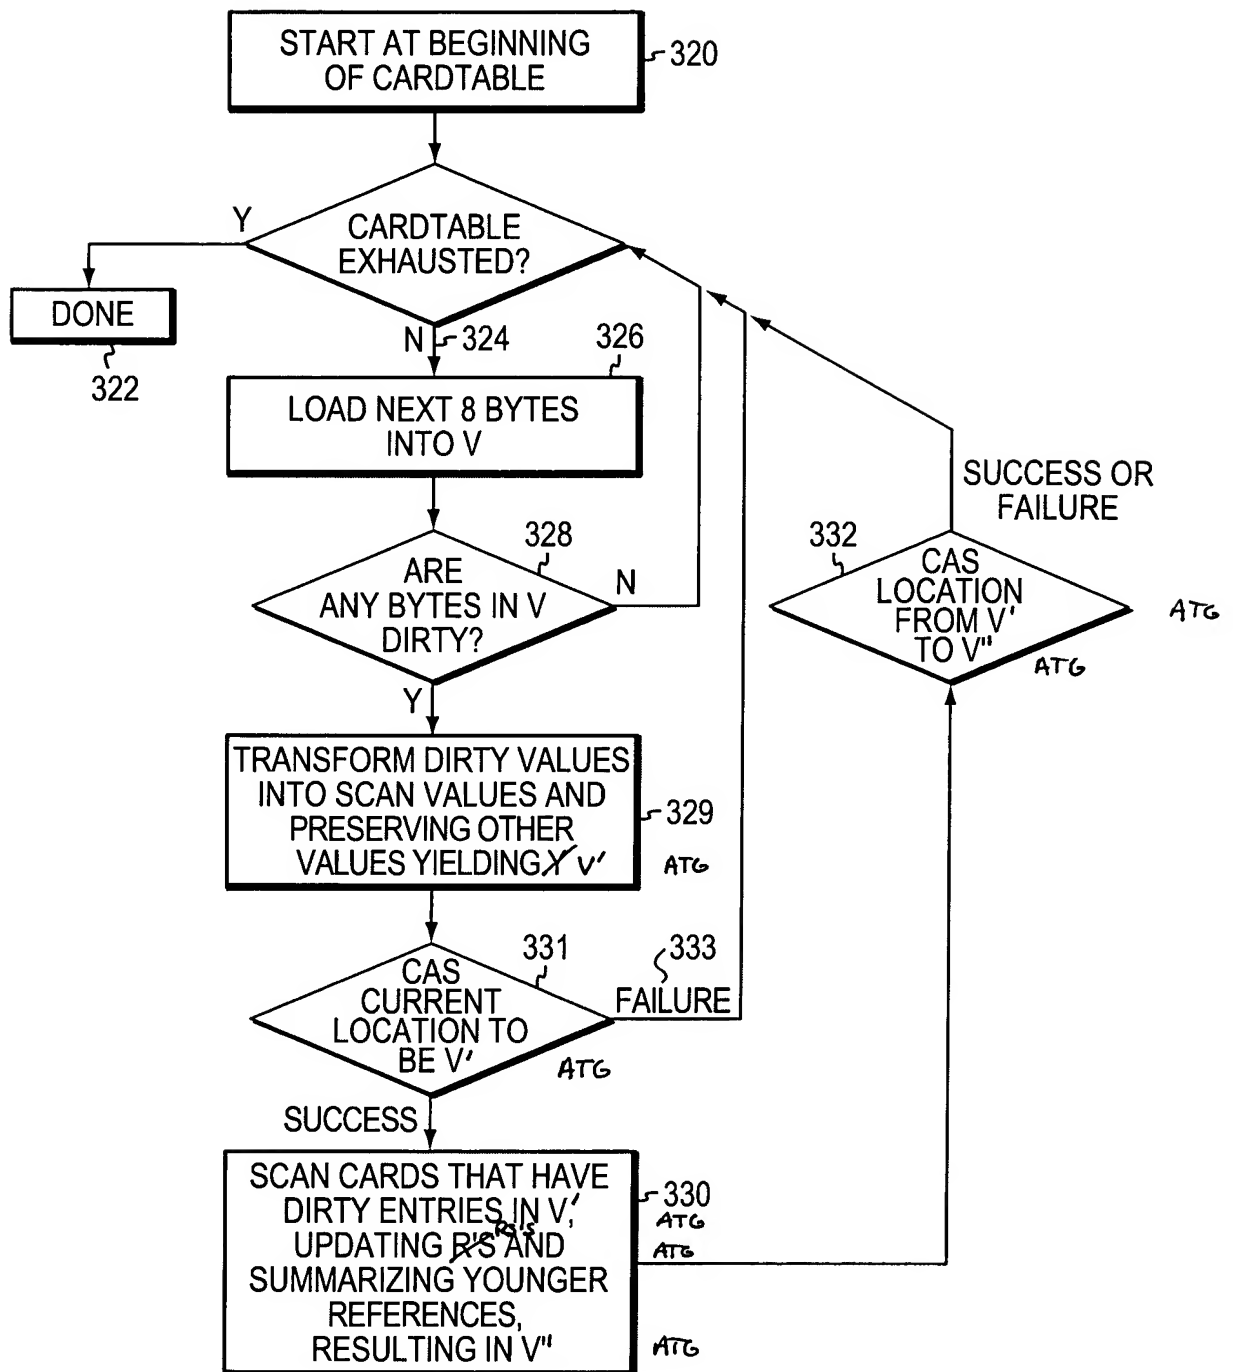 START AT BEGINNING
OF CARDTABLE
320
CARDTABLE
EXHAUSTED?
Y
DONE
322
N
324
326
LOAD NEXT 8 BYTES
INTO V
328
ARE
ANY BYTES IN V
DIRTY?
N
Y
SUCCESS OR
FAILURE
332
CAS
LOCATION
FROM V'
TO V"
ATG
ATG
TRANSFORM DIRTY VALUES
INTO SCAN VALUES AND
PRESERVING OTHER
VALUES YIELDING V'
329
ATG
331
CAS
CURRENT
LOCATION TO
BE V'
ATG
333
FAILURE
SUCCESS
SCAN CARDS THAT HAVE
DIRTY ENTRIES IN V,'
UPDATING R'S RS's AND
SUMMARIZING YOUNGER
REFERENCES,
RESULTING IN V"
330
ATG
ATG
ATG